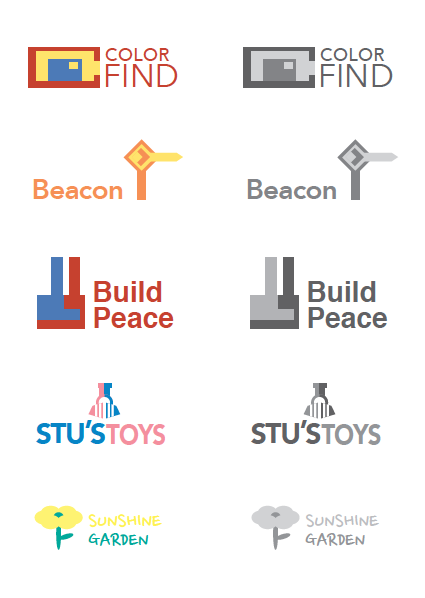 COLOR COLOR
FIND FIND
Beacon Beacon
Build Build
Peace Peace
STU'STOYS STU'STOYS
SUNSHINE SUNSHINE
GARDEN GARDEN